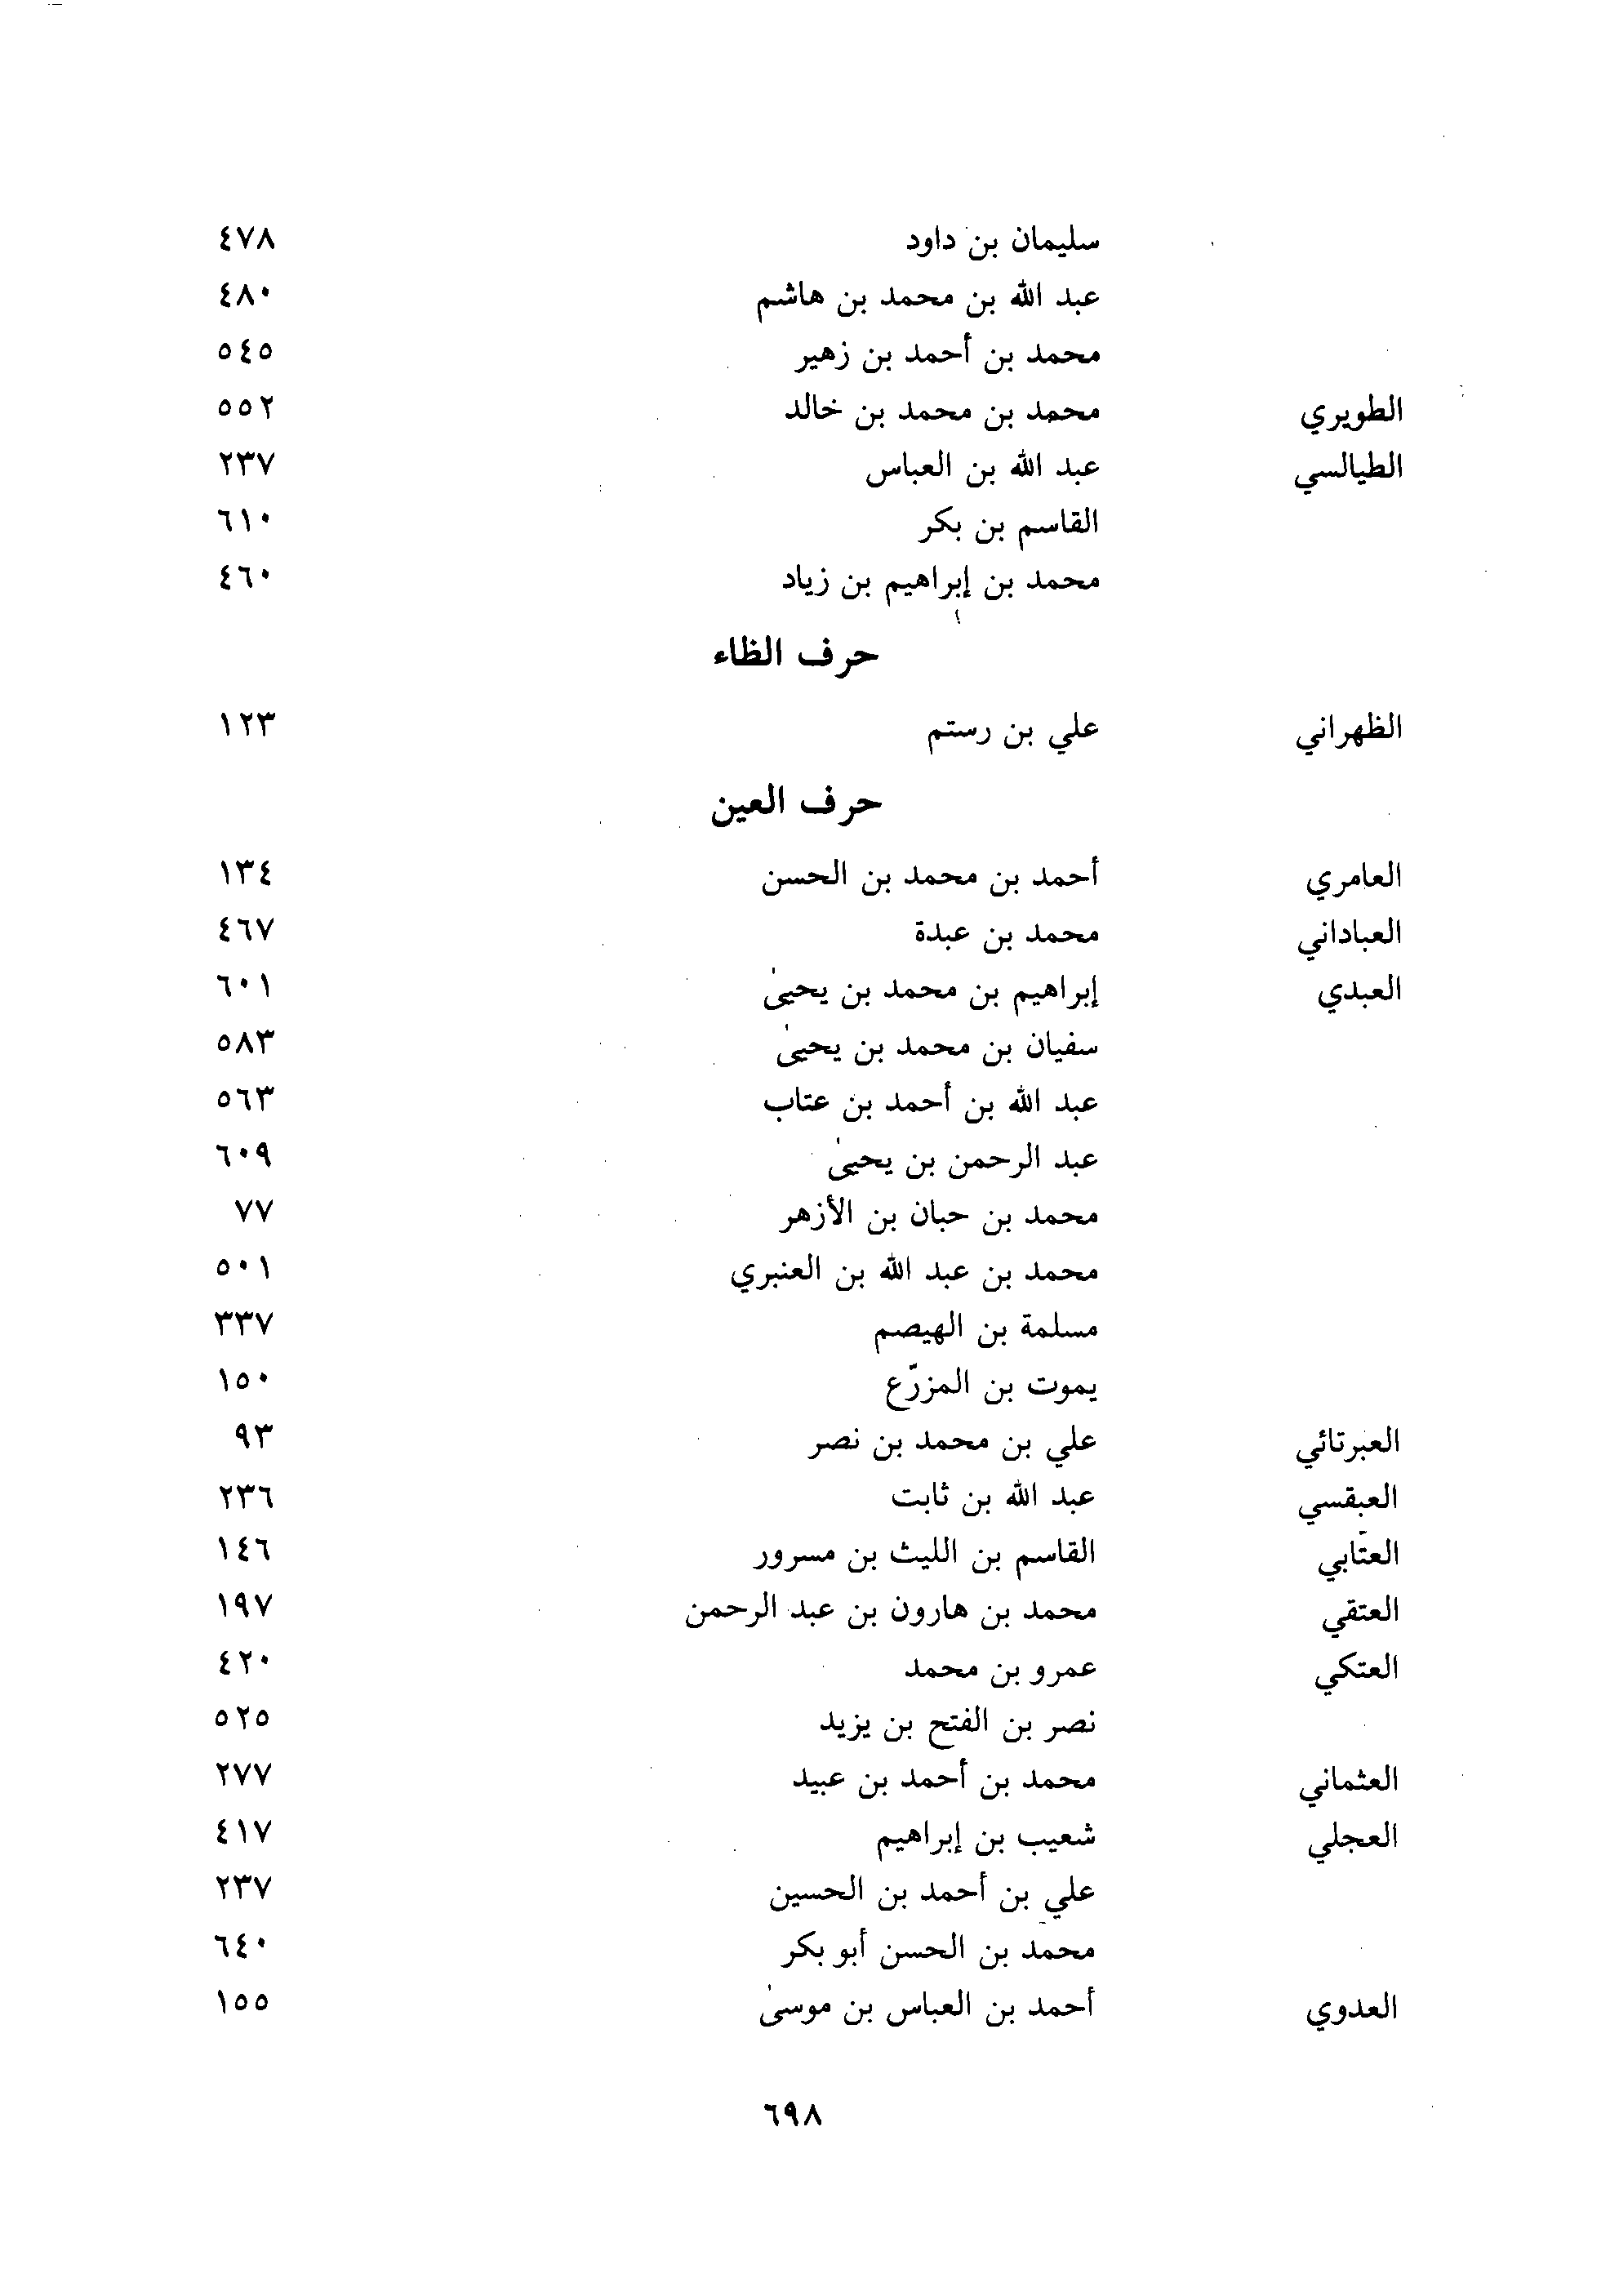 سليمان بن داود ٤٧٨
عبد الله بن محمد بن هاشم ٤٨٠
محمد بن أحمد بن زهير ٥٤٥
الطويري محمد بن محمد بن خالد ٥٥٢
الطيالسي عبد الله بن العباس ٢٣٧
القاسم بن بكر ٦١٠
محمد بن إبراهيم بن زياد ٤٦٠
حرف الظاء
الظهراني علي بن رستم ١٢٣
حرف العين
العامري أحمد بن محمد بن الحسن ١٣٤
العباداني محمد بن عبدة ٤٦٧
العبدي إبراهيم بن محمد بن يحيىٰ ٦٠١
سفيان بن محمد بن يحيىٰ ٥٨٣
عبد الله بن أحمد بن عتاب ٥٦٣
عبد الرحمن بن يحيىٰ ٦٠٩
محمد بن حبان بن الأزهر ٧٧
محمد بن عبد الله بن العنبري ٥٠١
مسلمة بن الهيصم ٣٣٧
يموت بن المزرّع ١٥٠
العبرتائي علي بن محمد بن نصر ٩٣
العبقسي عبد الله بن ثابت ٢٣٦
العتّابي القاسم بن الليث بن مسرور ١٤٦
العتقي محمد بن هارون بن عبد الرحمن ١٩٧
العتكي عمرو بن محمد ٤٢٠
نصر بن الفتح بن يزيد ٥٢٥
العثماني محمد بن أحمد بن عبيد ٢٧٧
العجلي شعيب بن إبراهيم ٤١٧
علي بن أحمد بن الحسين ٢٣٧
محمد بن الحسن أبو بكر ٦٤٠
العدوي أحمد بن العباس بن موسىٰ ١٥٥
٦٩٨